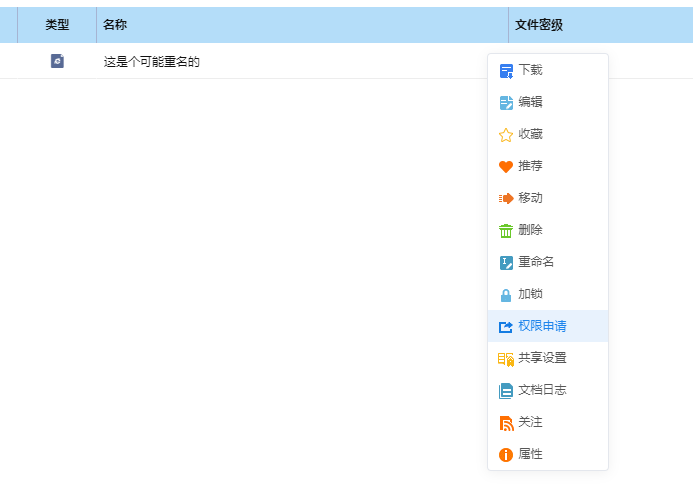 类型 名称 文件密级
这是个可能重名的
下载
编辑
收藏
推荐
移动
删除
重命名
加锁
权限申请
共享设置
文档日志
关注
属性